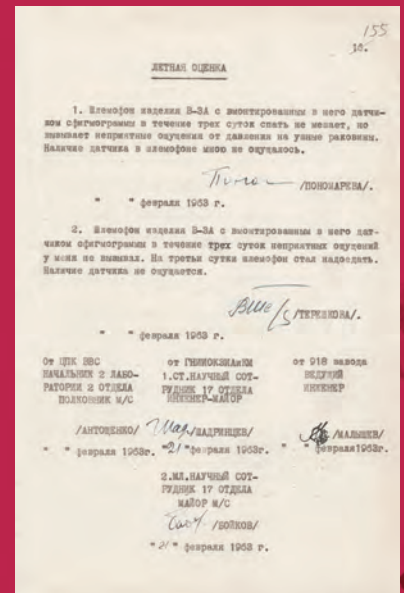 155
10.
ЛЕТНАЯ ОЦЕНКА
1. Шлемофон изделия В-3А с вмонтированным в него датчи-
ком сфигмограммы в течение трех суток спать не мешает, но
вызывает неприятные ощущения от давления на ушные раковины.
Наличие датчика в шлемофоне мною не ощущалось.
/ПОНОМАРЕВА/.
" " февраля 1963 г.
2. Шлемофон изделия В-3А с вмонтированным в него дат-
чиком сфигмограммы в течение трех суток неприятных ощущений
у меня не вызывал. На третьи сутки шлемофон стал надоедать.
Наличие датчика не ощущается.
/ТЕРЕШКОВА/.
" " февраля 1963 г.
от ЦПК ВВС
НАЧАЛЬНИК 2 ЛАБО-
РАТОРИИ 2 ОТДЕЛА
ПОЛКОВНИК М/С
/АНТОЩЕНКО/
" " февраля 1963г.
от ГНИИОКЗИАиКМ
1.СТ.НАУЧНЫЙ СОТ-
РУДНИК 17 ОТДЕЛА
ИНЖЕНЕР-МАЙОР
/ШАДРИНЦЕВ/
"21" февраля 1963г.
от 918 завода
ВЕДУЩИЙ
ИНЖЕНЕР
/МАЛЫШЕВ/
" " февраля1963г.
2.МЛ.НАУЧНЫЙ СОТ-
РУДНИК 17 ОТДЕЛА
МАЙОР М/С
/БОЙКОВ/
"21" февраля 1963 г.